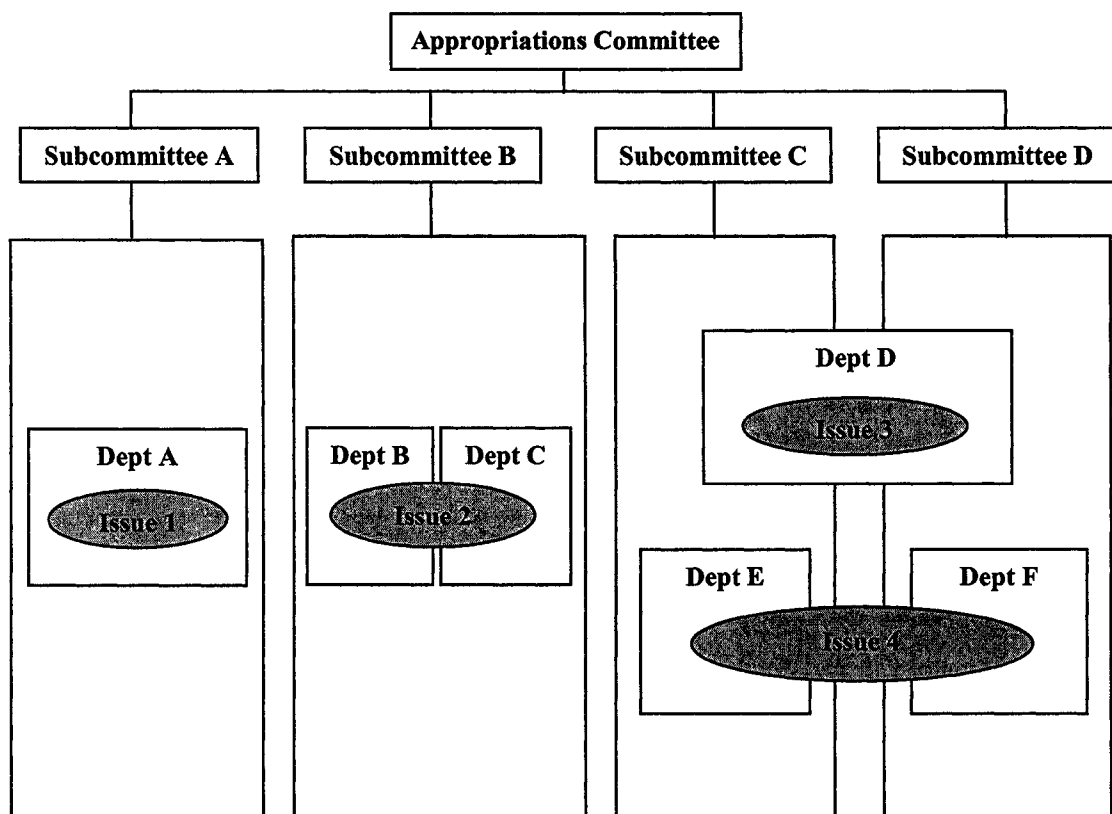 Appropriations Committee
Subcommittee A
Subcommittee B
Subcommittee C
Subcommittee D
Dept D
Issue 3
Dept A
Dept B
Dept C
Issue 1
Issue 2
Dept E
Dept F
Issue 4